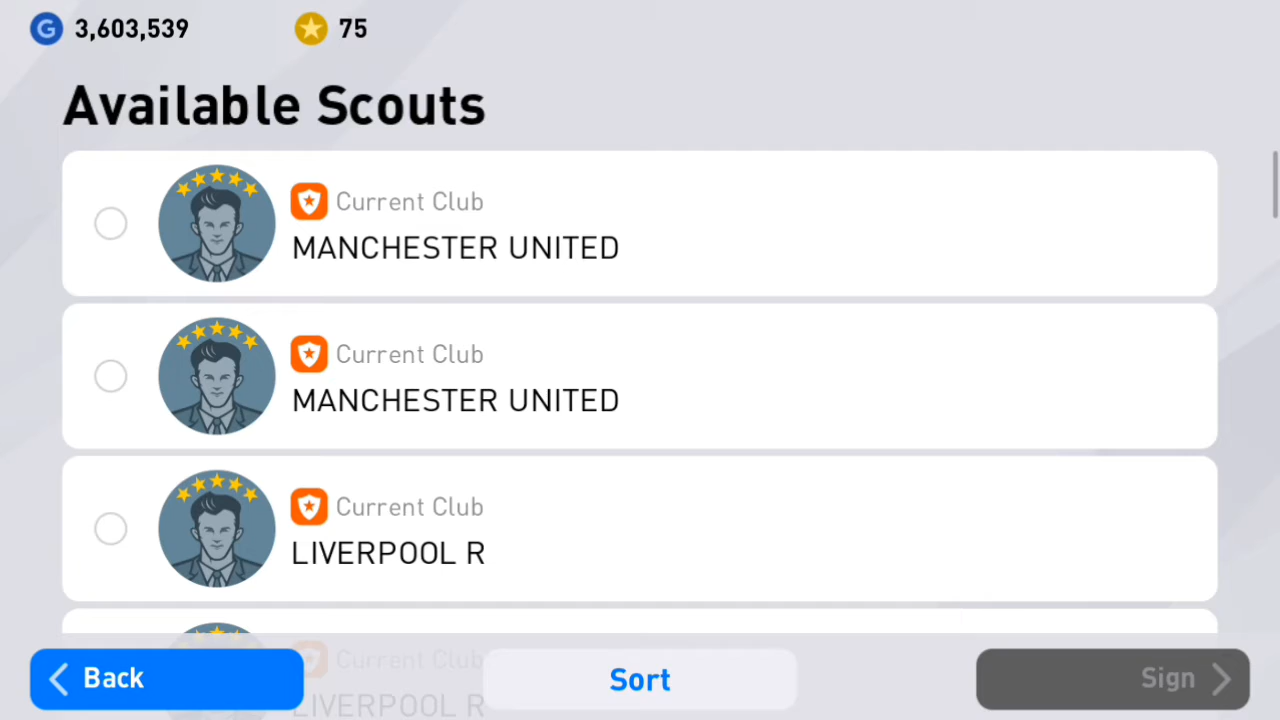 3,603,539 75
Available Scouts
Current Club
MANCHESTER UNITED
Current Club
MANCHESTER UNITED
Current Club
LIVERPOOL R
Current Club
LIVERPOOL R
Back
Sort
Sign